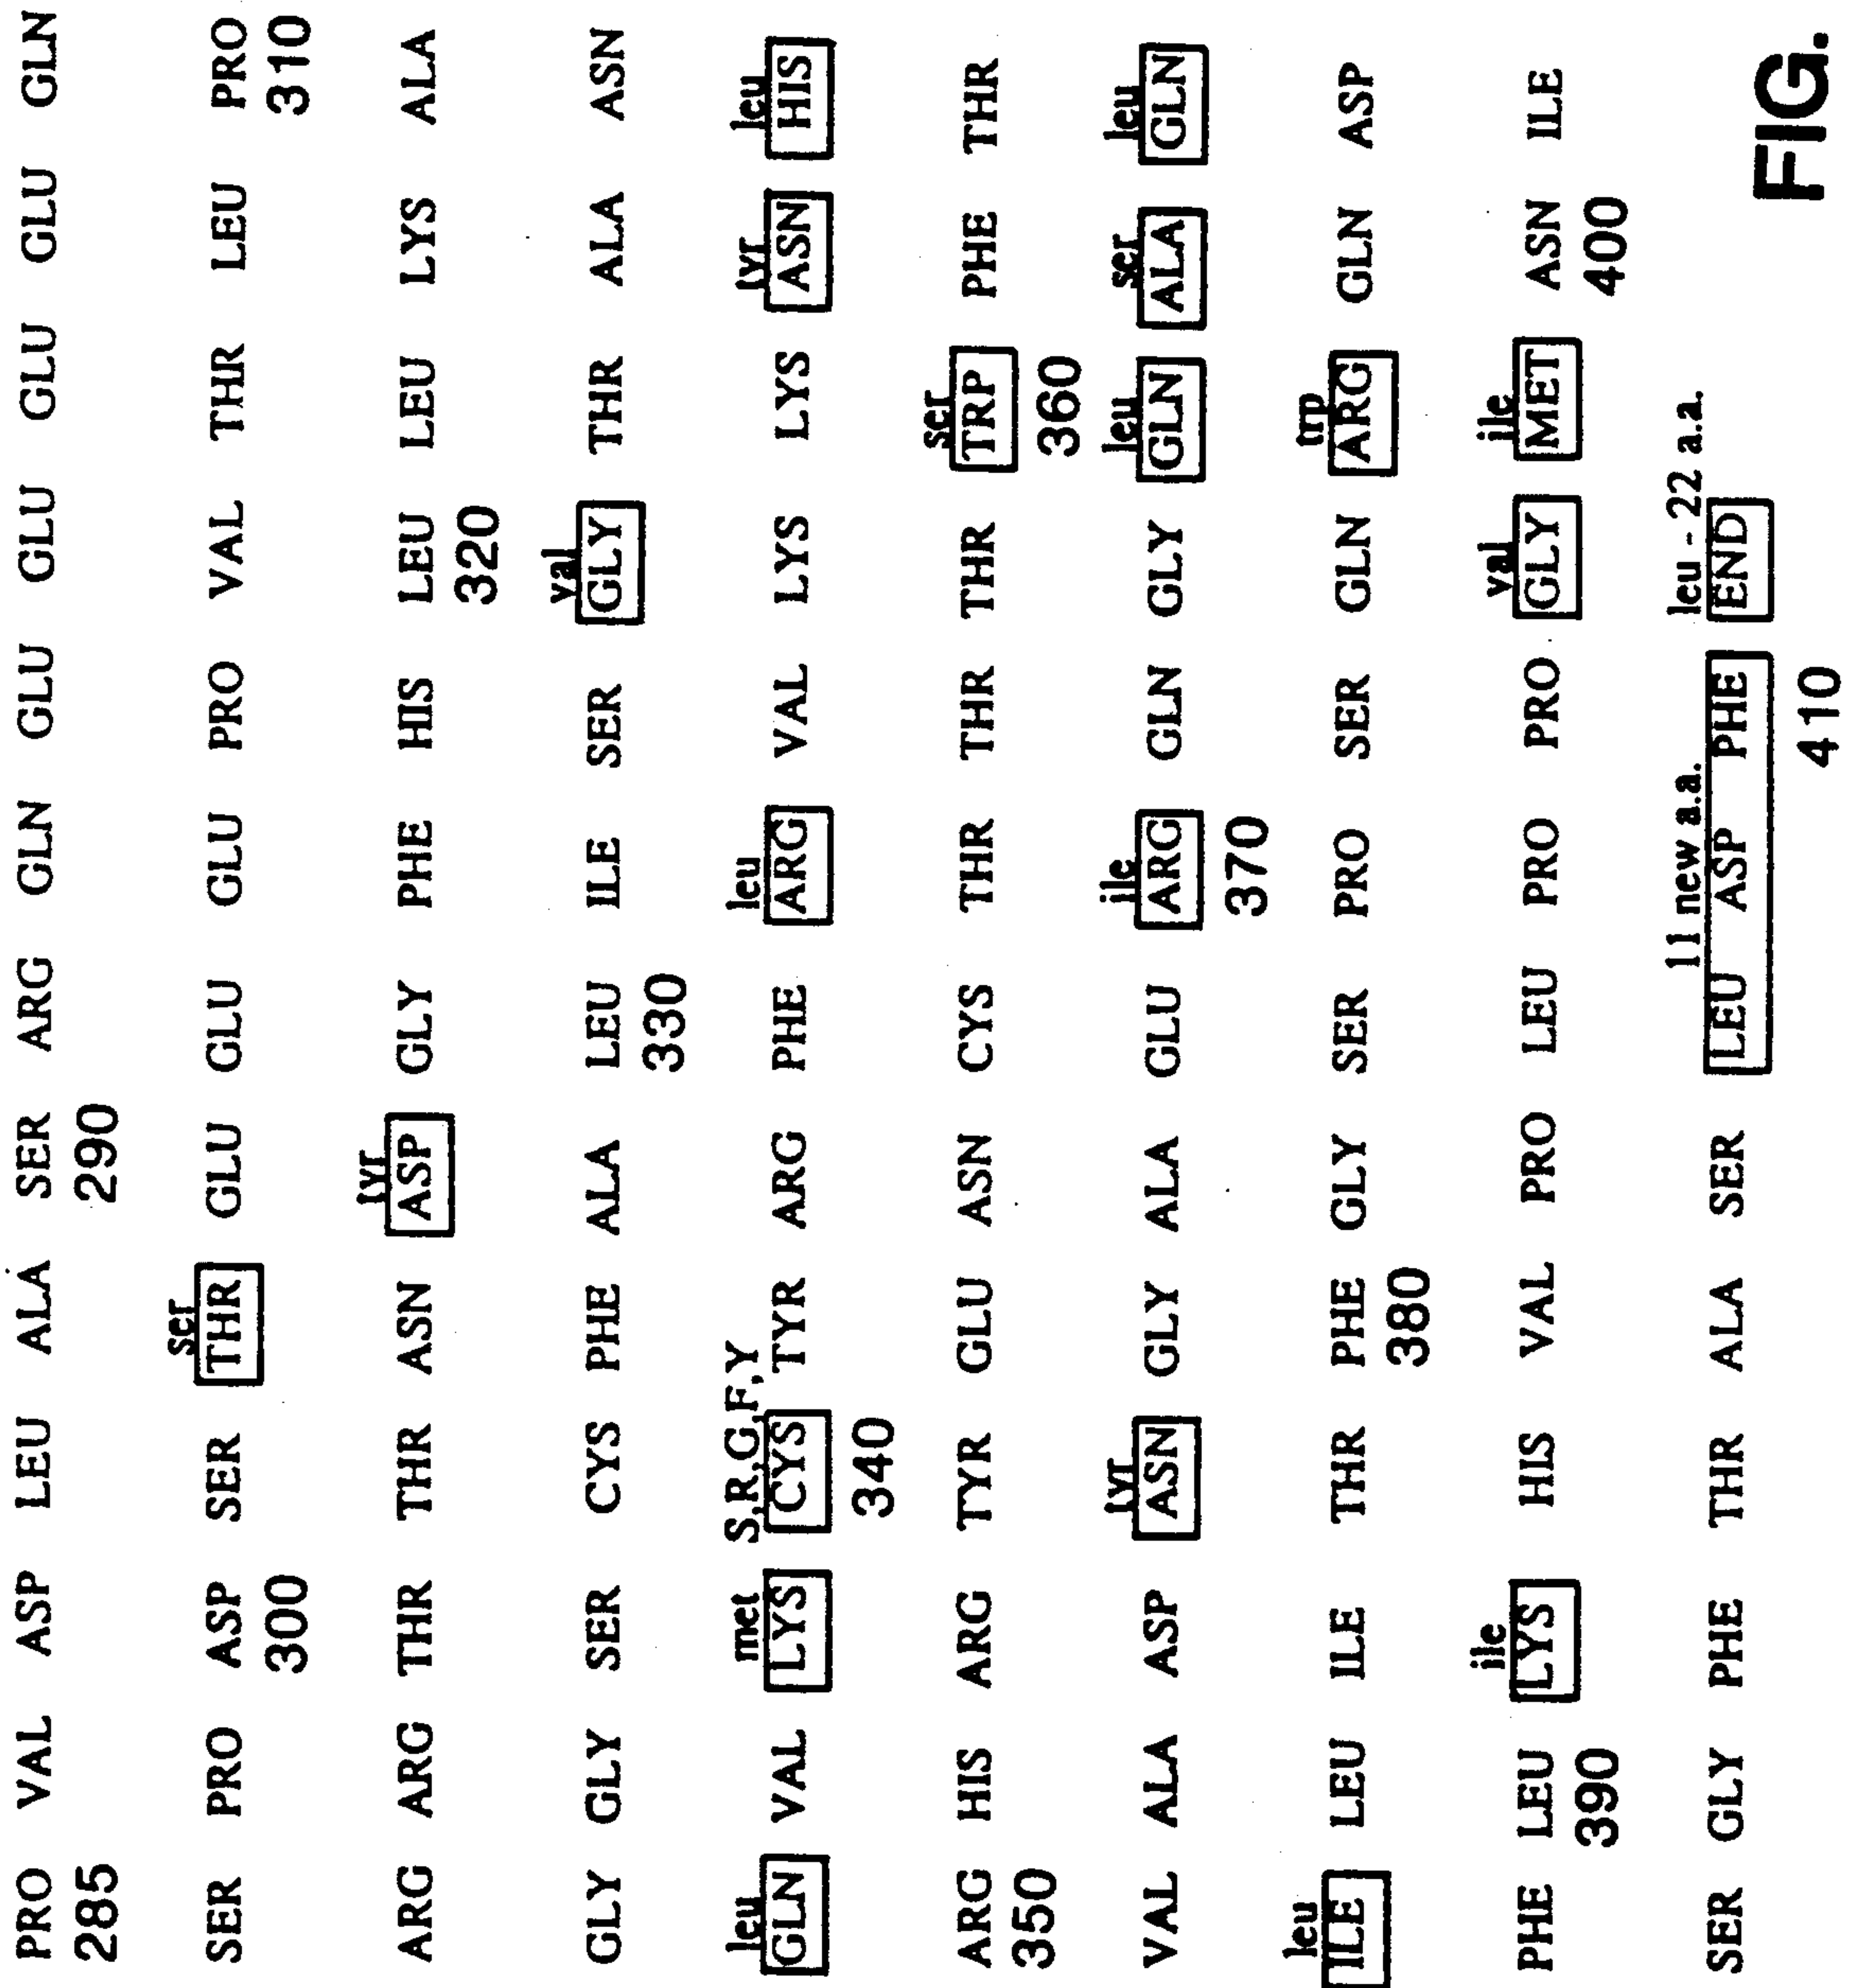 PRO VAL ASP LEU ALA SER ARG GLN GLU GLU GLU GLU GLN
285 290
ser
SER PRO ASP SER THR GLU GLU GLU PRO VAL THR LEU PRO
300 310
tyr
ARG ARG THR THR ASN ASP GLY PHE HIS LEU LEU LYS ALA
320
val
GLY GLY SER CYS PHE ALA LEU ILE SER GLY THR ALA ASN
330
leu met S,R,G,F,Y leu tyr leu
GLN VAL LYS CYS TYR ARG PHE ARG VAL LYS LYS ASN HIS
340
ser
ARG HIS ARG TYR GLU ASN CYS THR THR THR TRP PHE THR
350 360
tyr ile leu ser leu
VAL ALA ASP ASN GLY ALA GLU ARG GLN GLY GLN ALA GLN
370
leu trp
ILE LEU ILE THR PHE GLY SER PRO SER GLN ARG GLN ASP
380
ile val ile
PHE LEU LYS HIS VAL PRO LEU PRO PRO GLY MET ASN ILE
390 400
11 new a.a. leu - 22 a.a.
SER GLY PHE THR ALA SER LEU ASP PHE END
410
FIG.